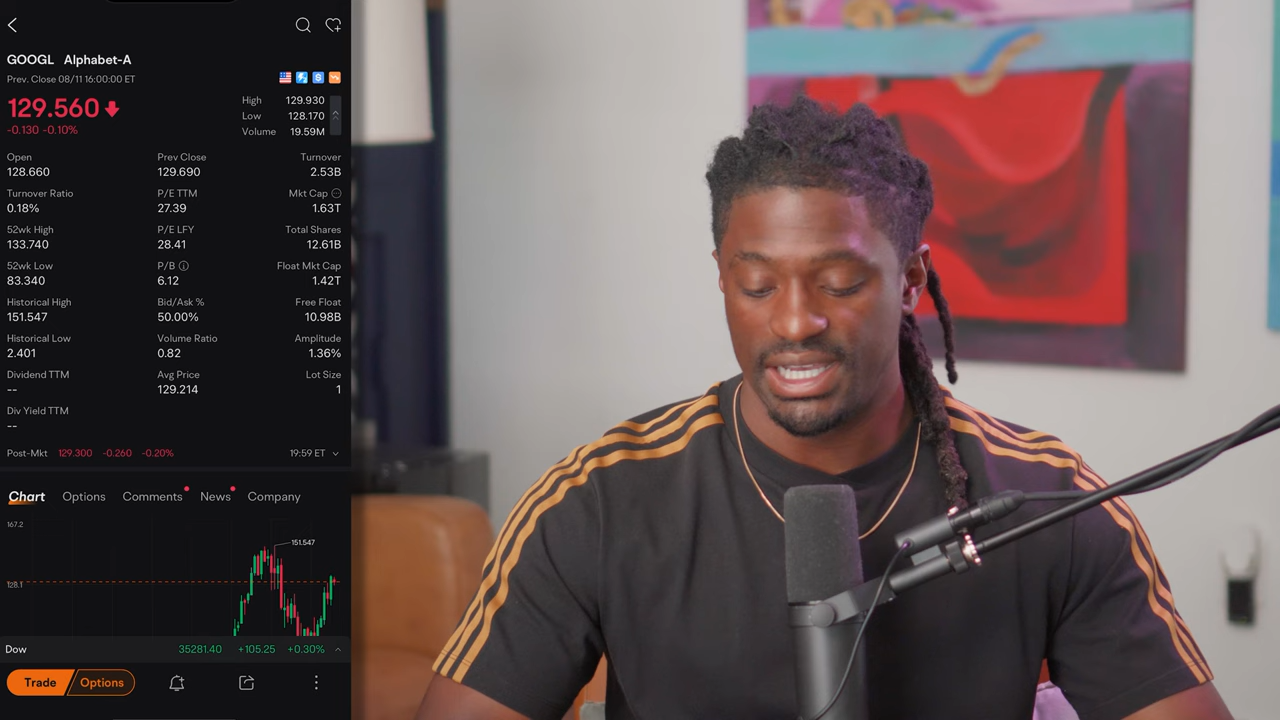 GOOGL Alphabet-A
Prev. Close 08/11 16:00:00 ET
129.560
-0.130 -0.10%
High 129.930
Low 128.170
Volume 19.59M
Open Prev Close Turnover
128.660 129.690 2.53B
Turnover Ratio P/E TTM Mkt Cap
0.18% 27.39 1.63T
52wk High P/E LFY Total Shares
133.740 28.41 12.61B
52wk Low P/B Float Mkt Cap
83.340 6.12 1.42T
Historical High Bid/Ask % Free Float
151.547 50.00% 10.98B
Historical Low Volume Ratio Amplitude
2.401 0.82 1.36%
Dividend TTM Avg Price Lot Size
-- 129.214 1
Div Yield TTM
--
Post-Mkt 129.300 -0.260 -0.20% 19:59 ET
Chart Options Comments News Company
167.2
151.547
128.1
Dow 35281.40 +105.25 +0.30%
Trade Options